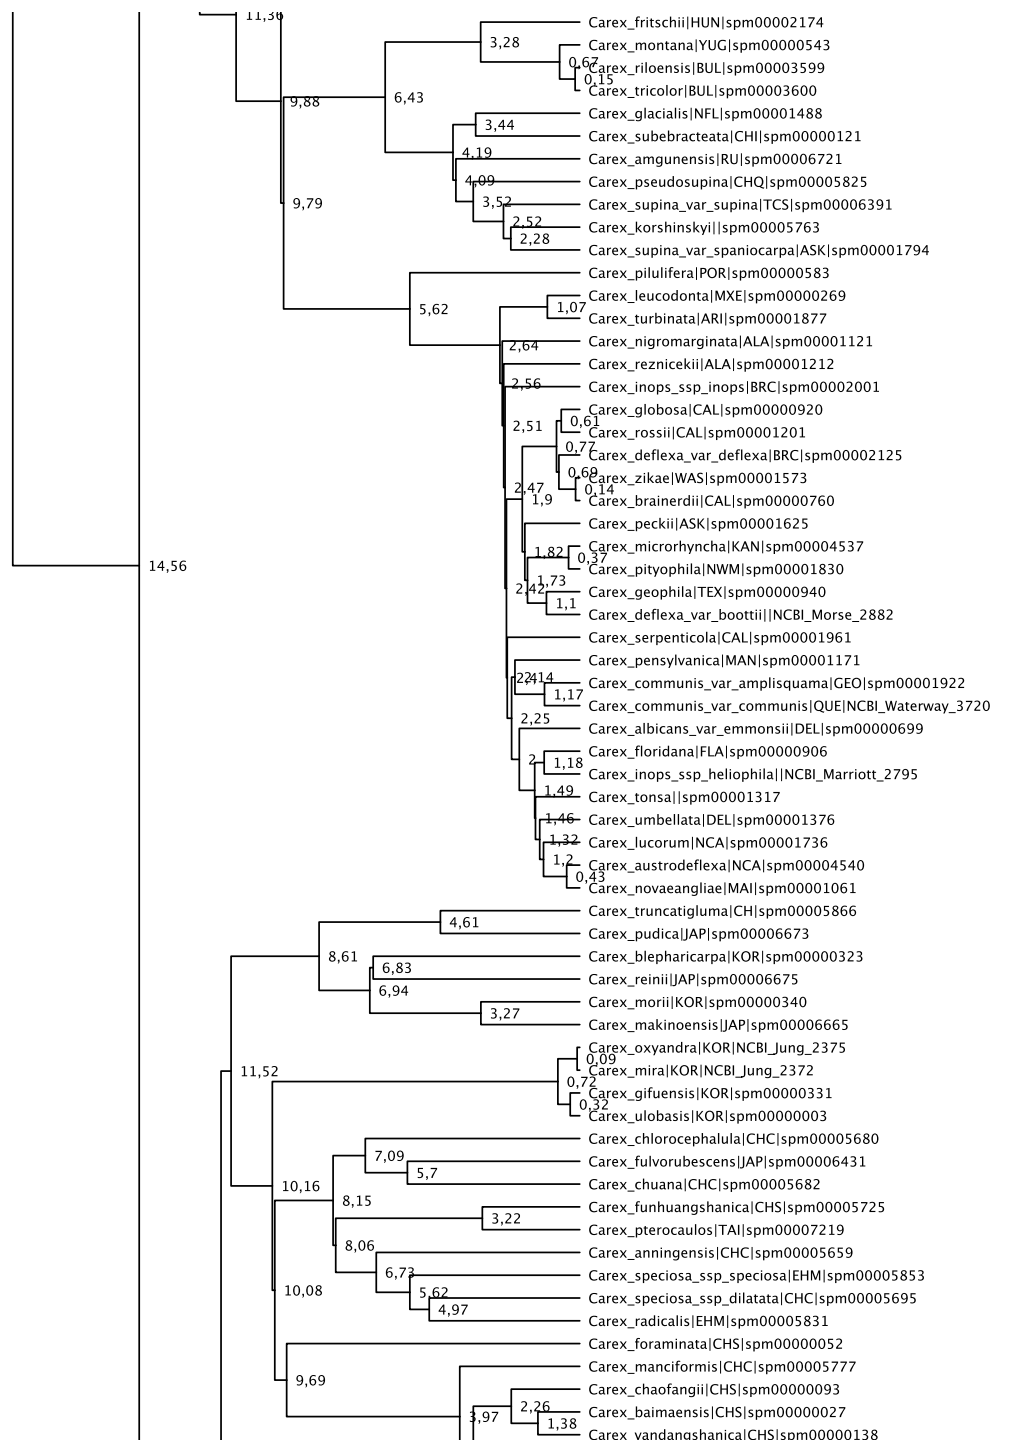 11,36
Carex_fritschii|HUN|spm00002174
3,28
Carex_montana|YUG|spm00000543
0,67
Carex_riloensis|BUL|spm00003599
0,15
Carex_tricolor|BUL|spm00003600
6,43
9,88
Carex_glacialis|NFL|spm00001488
3,44
Carex_subebracteata|CHI|spm00000121
4,19
Carex_amgunensis|RU|spm00006721
4,09
Carex_pseudosupina|CHQ|spm00005825
3,52
9,79
Carex_supina_var_supina|TCS|spm00006391
2,52
Carex_korshinskyi||spm00005763
2,28
Carex_supina_var_spaniocarpa|ASK|spm00001794
Carex_pilulifera|POR|spm00000583
5,62
Carex_leucodonta|MXE|spm00000269
1,07
Carex_turbinata|ARI|spm00001877
Carex_nigromarginata|ALA|spm00001121
2,64
Carex_reznicekii|ALA|spm00001212
2,56
Carex_inops_ssp_inops|BRC|spm00002001
Carex_globosa|CAL|spm00000920
0,61
2,51
Carex_rossii|CAL|spm00001201
0,77
Carex_deflexa_var_deflexa|BRC|spm00002125
0,69
Carex_zikae|WAS|spm00001573
2,47
0,14
1,9
Carex_brainerdii|CAL|spm00000760
Carex_peckii|ASK|spm00001625
Carex_microrhyncha|KAN|spm00004537
1,82
0,37
14,56
Carex_pityophila|NWM|spm00001830
1,73
2,42
Carex_geophila|TEX|spm00000940
1,1
Carex_deflexa_var_boottii||NCBI_Morse_2882
Carex_serpenticola|CAL|spm00001961
Carex_pensylvanica|MAN|spm00001171
2,14
Carex_communis_var_amplisquama|GEO|spm00001922
1,17
Carex_communis_var_communis|QUE|NCBI_Waterway_3720
2,25
Carex_albicans_var_emmonsii|DEL|spm00000699
Carex_floridana|FLA|spm00000906
2
1,18
Carex_inops_ssp_heliophila||NCBI_Marriott_2795
1,49
Carex_tonsa||spm00001317
1,46
Carex_umbellata|DEL|spm00001376
1,32
Carex_lucorum|NCA|spm00001736
1,2
Carex_austrodeflexa|NCA|spm00004540
0,43
Carex_novaeangliae|MAI|spm00001061
Carex_truncatigluma|CH|spm00005866
4,61
Carex_pudica|JAP|spm00006673
8,61
Carex_blepharicarpa|KOR|spm00000323
6,83
Carex_reinii|JAP|spm00006675
6,94
Carex_morii|KOR|spm00000340
3,27
Carex_makinoensis|JAP|spm00006665
Carex_oxyandra|KOR|NCBI_Jung_2375
0,09
Carex_mira|KOR|NCBI_Jung_2372
11,52
0,72
Carex_gifuensis|KOR|spm00000331
0,32
Carex_ulobasis|KOR|spm00000003
Carex_chlorocephalula|CHC|spm00005680
7,09
Carex_fulvorubescens|JAP|spm00006431
5,7
Carex_chuana|CHC|spm00005682
10,16
8,15
Carex_funhuangshanica|CHS|spm00005725
3,22
Carex_pterocaulos|TAI|spm00007219
8,06
Carex_anningensis|CHC|spm00005659
6,73
Carex_speciosa_ssp_speciosa|EHM|spm00005853
10,08
5,62
Carex_speciosa_ssp_dilatata|CHC|spm00005695
4,97
Carex_radicalis|EHM|spm00005831
Carex_foraminata|CHS|spm00000052
9,69
Carex_manciformis|CHC|spm00005777
Carex_chaofangii|CHS|spm00000093
2,26
3,97
Carex_baimaensis|CHS|spm00000027
1,38
Carex_yandangshanica|CHS|spm00000138